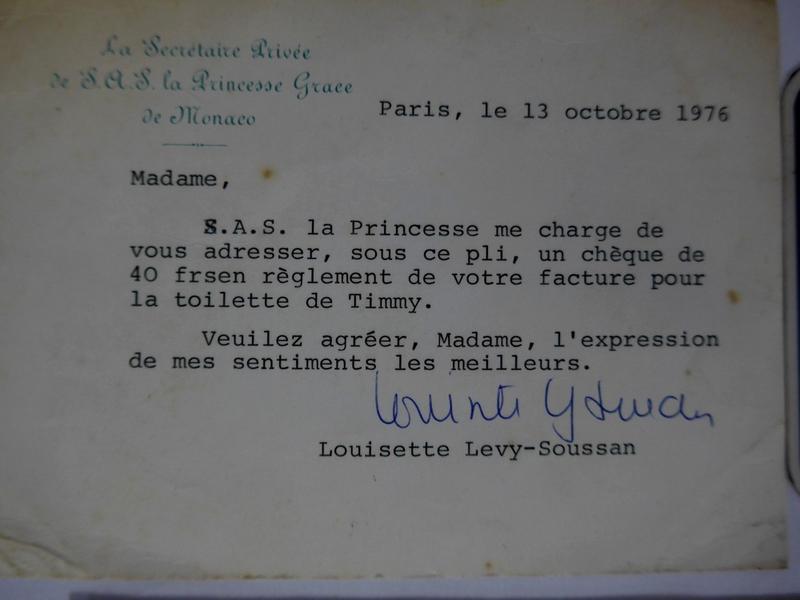 La Secrétaire Privée
de S.A.S. la Princesse Grace
de Monaco
Paris, le 13 octobre 1976
Madame,
S.A.S. la Princesse me charge de
vous adresser, sous ce pli, un chèque de
40 frsen règlement de votre facture pour
la toilette de Timmy.
Veuilez agréer, Madame, l'expression
de mes sentiments les meilleurs.
Louisette Levy-Soussan